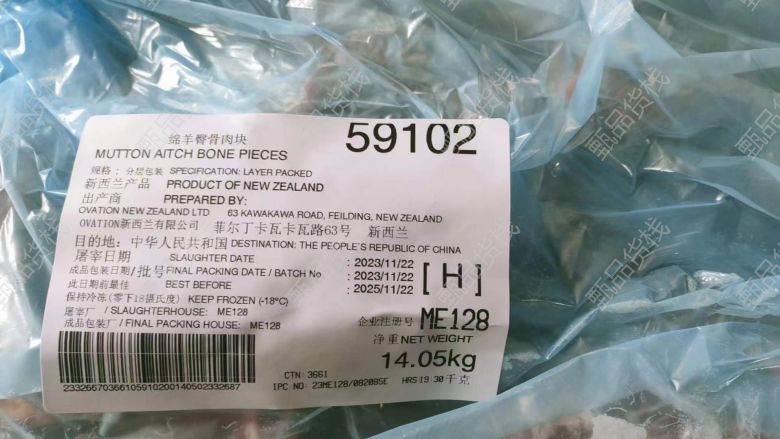 59102
绵羊臀骨肉块
MUTTON AITCH BONE PIECES
规格：分层包装 SPECIFICATION: LAYER PACKED
新西兰产品 PRODUCT OF NEW ZEALAND
出产商 PREPARED BY:
OVATION NEW ZEALAND LTD 63 KAWAKAWA ROAD, FEILDING, NEW ZEALAND
OVATION新西兰有限公司 菲尔丁卡瓦卡瓦路63号 新西兰
目的地：中华人民共和国 DESTINATION: THE PEOPLE'S REPUBLIC OF CHINA
屠宰日期 SLAUGHTER DATE : 2023/11/22
成品包装日期/批号 FINAL PACKING DATE / BATCH No : 2023/11/22 [H]
此日期前最佳 BEST BEFORE : 2025/11/22
保持冷冻(零下18摄氏度) KEEP FROZEN (-18°C)
屠宰厂 / SLAUGHTERHOUSE: ME128
企业注册号 ME128
成品包装厂 / FINAL PACKING HOUSE: ME128
净重 NET WEIGHT
14.05kg
千克
CTN: 3661
IPC NO: 23ME128/082085E HRS 19:30
2332667036610591020014050233 2687
甄品货栈